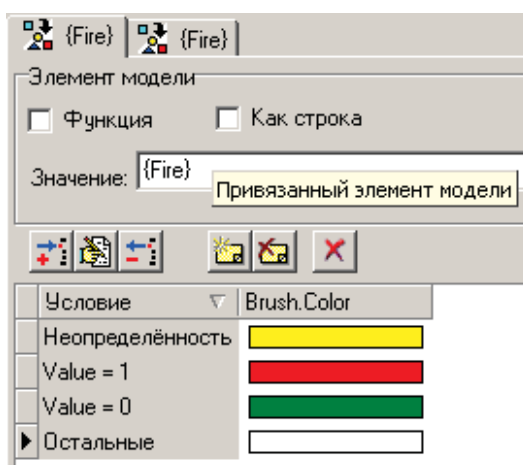 {Fire} {Fire}
Элемент модели
Функция Как строка
Значение: {Fire}
Привязанный элемент модели
Условие Brush.Color
Неопределённость
Value = 1
Value = 0
Остальные